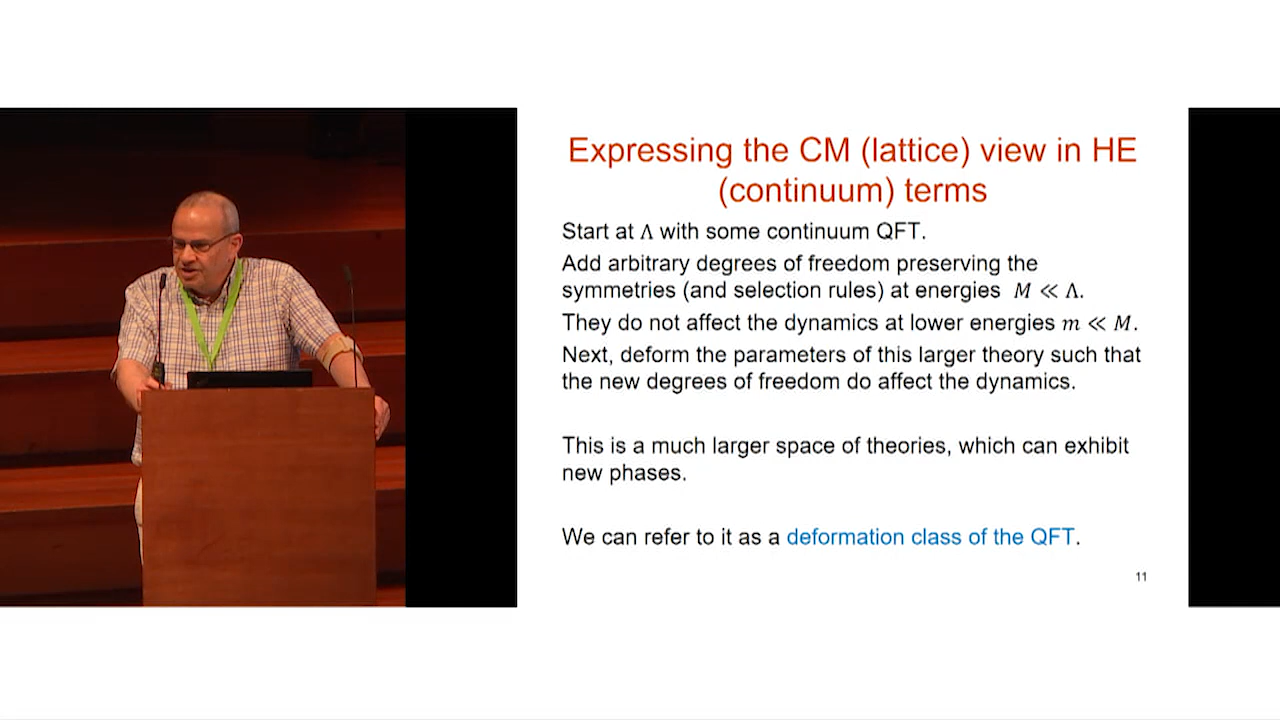 Expressing the CM (lattice) view in HE
(continuum) terms
Start at Λ with some continuum QFT.
Add arbitrary degrees of freedom preserving the
symmetries (and selection rules) at energies M ≪ Λ.
They do not affect the dynamics at lower energies m ≪ M.
Next, deform the parameters of this larger theory such that
the new degrees of freedom do affect the dynamics.
This is a much larger space of theories, which can exhibit
new phases.
We can refer to it as a deformation class of the QFT.
11